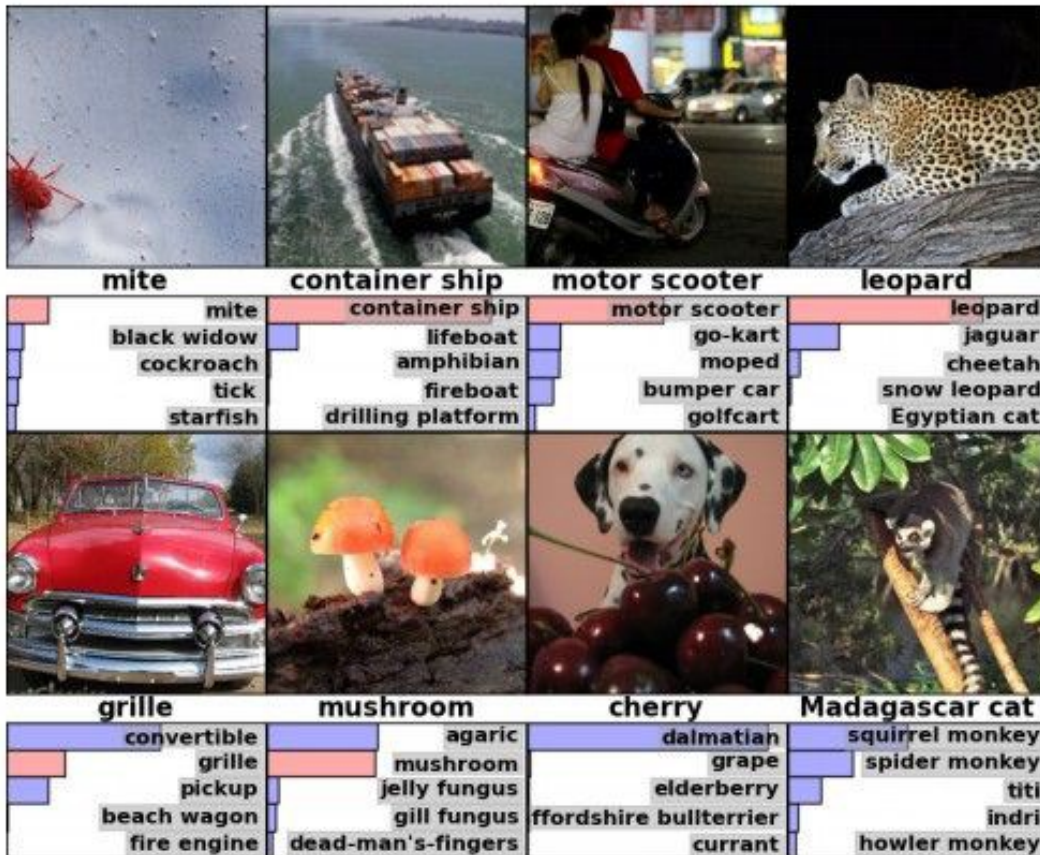 mite
container ship
motor scooter
leopard
mite
black widow
cockroach
tick
starfish
container ship
lifeboat
amphibian
fireboat
drilling platform
motor scooter
go-kart
moped
bumper car
golfcart
leopard
jaguar
cheetah
snow leopard
Egyptian cat
grille
mushroom
cherry
Madagascar cat
convertible
grille
pickup
beach wagon
fire engine
agaric
mushroom
jelly fungus
gill fungus
dead-man's-fingers
dalmatian
grape
elderberry
ffordshire bullterrier
currant
squirrel monkey
spider monkey
titi
indri
howler monkey